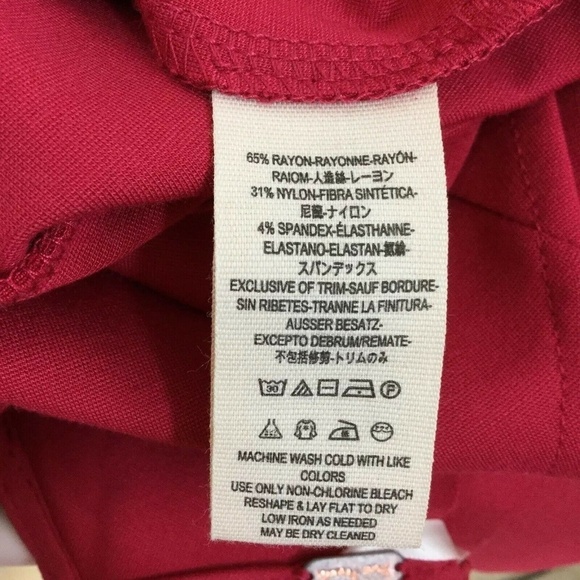 65% RAYON-RAYONNE-RAYÓN-
RAIOM-人造絲-レーヨン
31% NYLON-FIBRA SINTÉTICA-
尼龍-ナイロン
4% SPANDEX-ÉLASTHANNE-
ELASTANO-ELASTAN-氨綸-
スパンデックス
EXCLUSIVE OF TRIM-SAUF BORDURE-
SIN RIBETES-TRANNE LA FINITURA-
AUSSER BESATZ-
EXCEPTO DEBRUM/REMATE-
不包括修剪-トリムのみ
30 F
MACHINE WASH COLD WITH LIKE
COLORS
USE ONLY NON-CHLORINE BLEACH
RESHAPE & LAY FLAT TO DRY
LOW IRON AS NEEDED
MAY BE DRY CLEANED